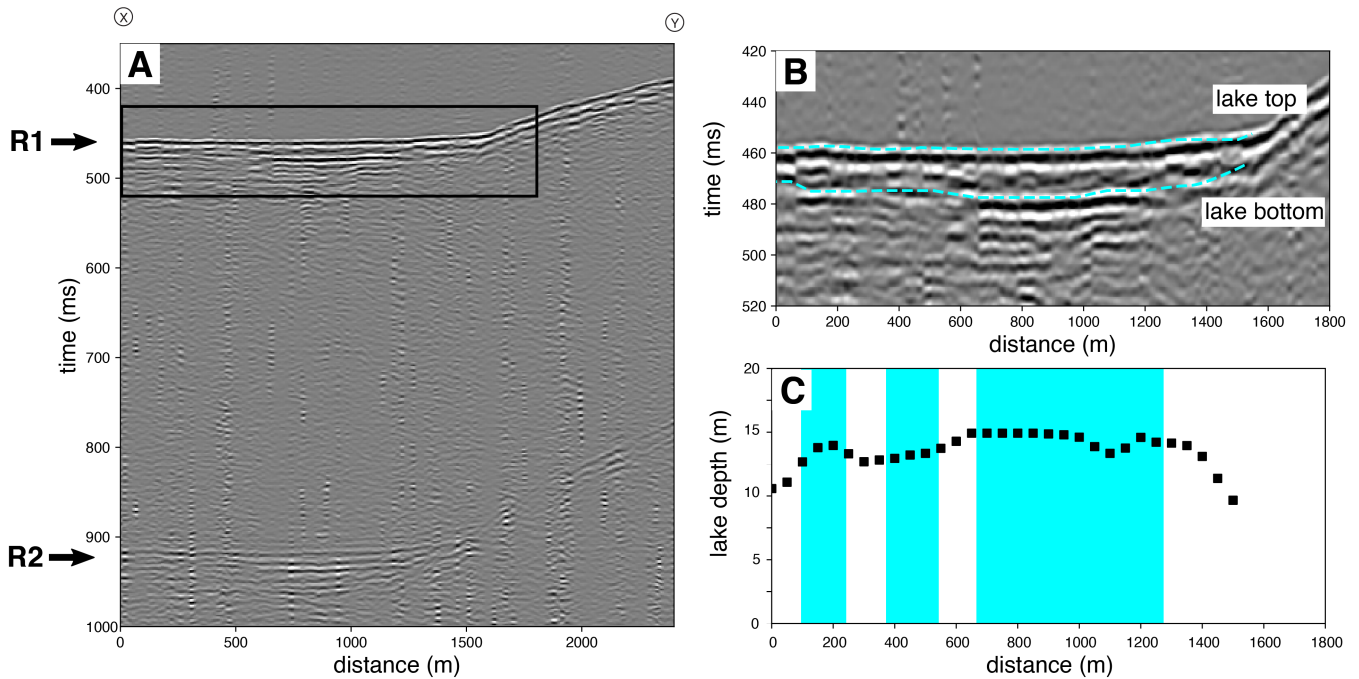 X
Y
A
R1
R2
400
500
600
700
800
900
1000
time (ms)
0
500
1000
1500
2000
distance (m)
B
lake top
lake bottom
420
440
460
480
500
520
time (ms)
0
200
400
600
800
1000
1200
1400
1600
1800
distance (m)
C
20
15
10
5
0
lake depth (m)
0
200
400
600
800
1000
1200
1400
1600
1800
distance (m)